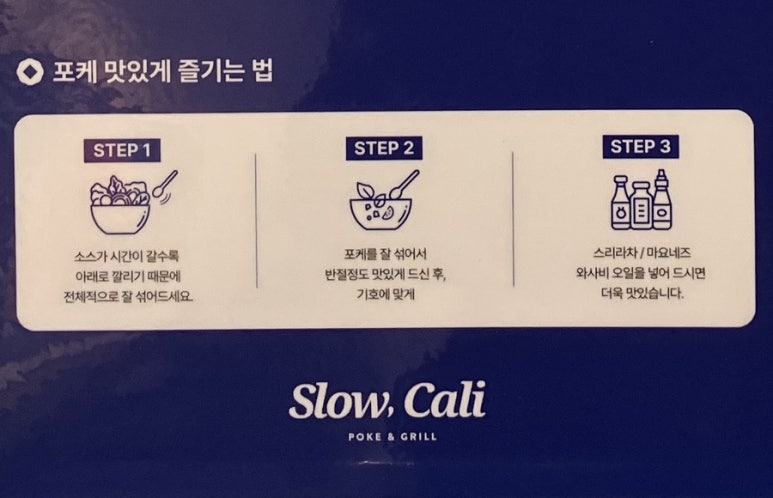 포케 맛있게 즐기는 법
STEP 1
소스가 시간이 갈수록
아래로 깔리기 때문에
전체적으로 잘 섞어드세요.
STEP 2
포케를 잘 섞어서
반절정도 맛있게 드신 후,
기호에 맞게
STEP 3
스리라차 / 마요네즈
와사비 오일을 넣어 드시면
더욱 맛있습니다.
Slow, Cali
POKE & GRILL